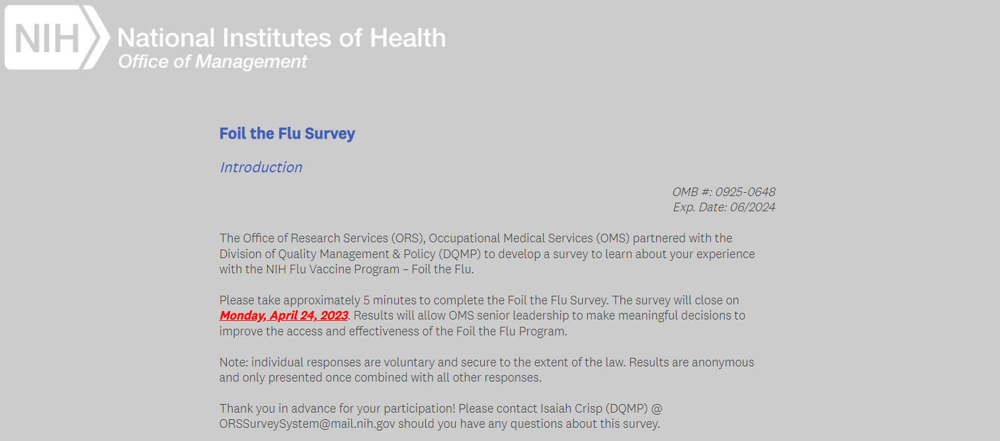 NIH
National Institutes of Health
Office of Management
Foil the Flu Survey
Introduction
OMB #: 0925-0648
Exp. Date: 06/2024
The Office of Research Services (ORS), Occupational Medical Services (OMS) partnered with the
Division of Quality Management & Policy (DQMP) to develop a survey to learn about your experience
with the NIH Flu Vaccine Program – Foil the Flu.
Please take approximately 5 minutes to complete the Foil the Flu Survey. The survey will close on
Monday, April 24, 2023. Results will allow OMS senior leadership to make meaningful decisions to
improve the access and effectiveness of the Foil the Flu Program.
Note: individual responses are voluntary and secure to the extent of the law. Results are anonymous
and only presented once combined with all other responses.
Thank you in advance for your participation! Please contact Isaiah Crisp (DQMP) @
ORSSurveySystem@mail.nih.gov should you have any questions about this survey.